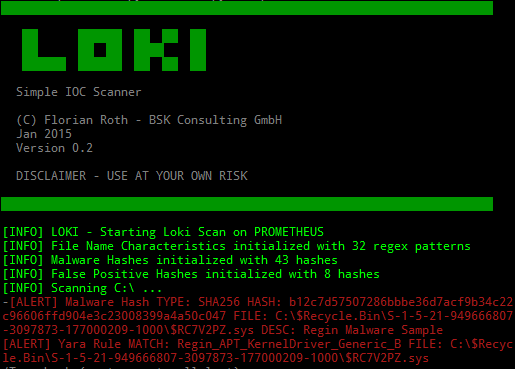 LOKI
Simple IOC Scanner
(C) Florian Roth - BSK Consulting GmbH
Jan 2015
Version 0.2
DISCLAIMER - USE AT YOUR OWN RISK
[INFO] LOKI - Starting Loki Scan on PROMETHEUS
[INFO] File Name Characteristics initialized with 32 regex patterns
[INFO] Malware Hashes initialized with 43 hashes
[INFO] False Positive Hashes initialized with 8 hashes
[INFO] Scanning C:\ ...
-[ALERT] Malware Hash TYPE: SHA256 HASH: b12c7d57507286bbbe36d7acf9b34c22
c96606ffd904e3c23008399a4a50c047 FILE: C:\$Recycle.Bin\S-1-5-21-949666807
-3097873-177000209-1000\$RC7V2PZ.sys DESC: Regin Malware Sample
[ALERT] Yara Rule MATCH: Regin_APT_KernelDriver_Generic_B FILE: C:\$Recyc
le.Bin\S-1-5-21-949666807-3097873-177000209-1000\$RC7V2PZ.sys